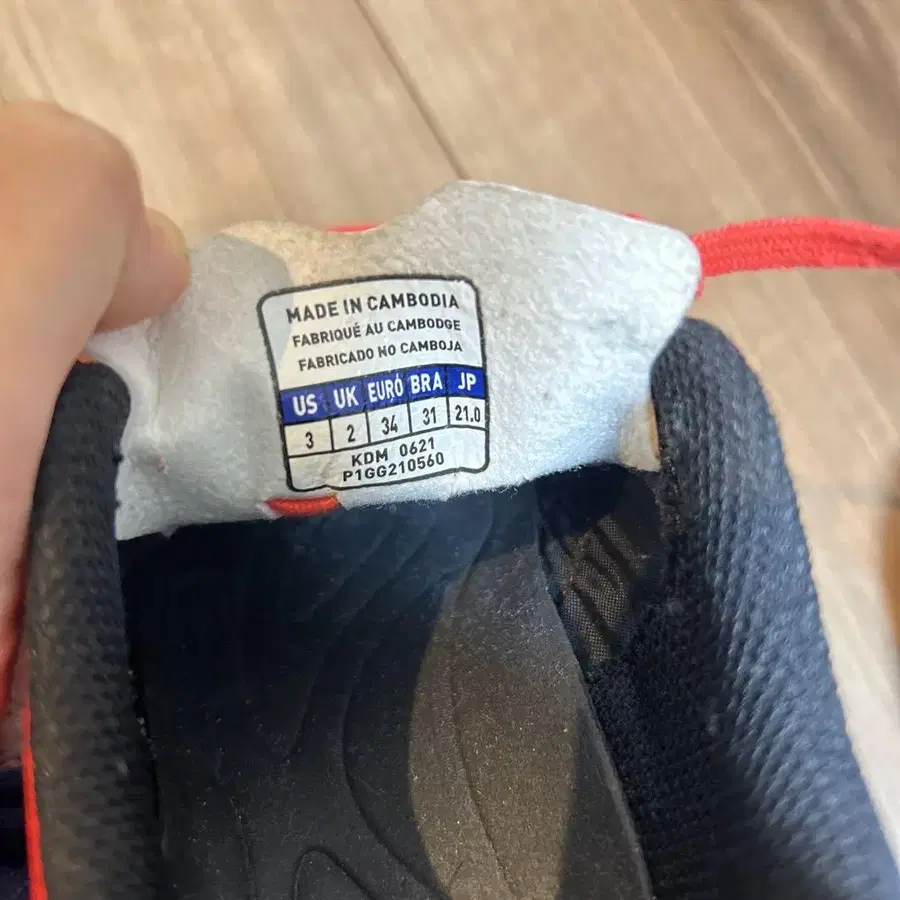 MADE IN CAMBODIA
FABRIQUÉ AU CAMBODGE
FABRICADO NO CAMBOJA
US UK EURÓ BRA JP
3 2 34 31 21.0
KDM 0621
P1GG210560